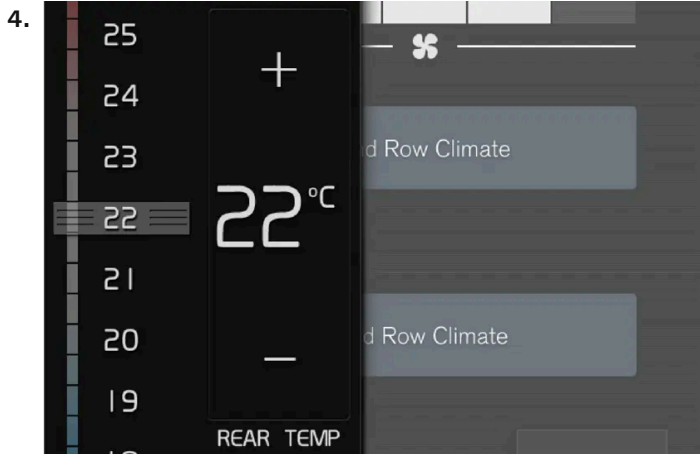 4.
25
24
23
22
21
20
19
+
22 °C
–
REAR TEMP
Row Climate
Row Climate